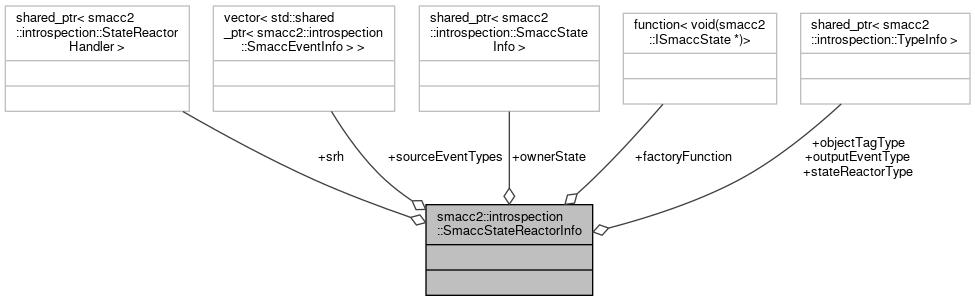 shared_ptr< smacc2
::introspection::StateReactor
Handler >
vector< std::shared
_ptr< smacc2::introspection
::SmaccEventInfo > >
shared_ptr< smacc2
::introspection::SmaccState
Info >
function< void(smacc2
::ISmaccState *)>
shared_ptr< smacc2
::introspection::TypeInfo >
+srh
+sourceEventTypes
+ownerState
+factoryFunction
+objectTagType
+outputEventType
+stateReactorType
smacc2::introspection
::SmaccStateReactorInfo